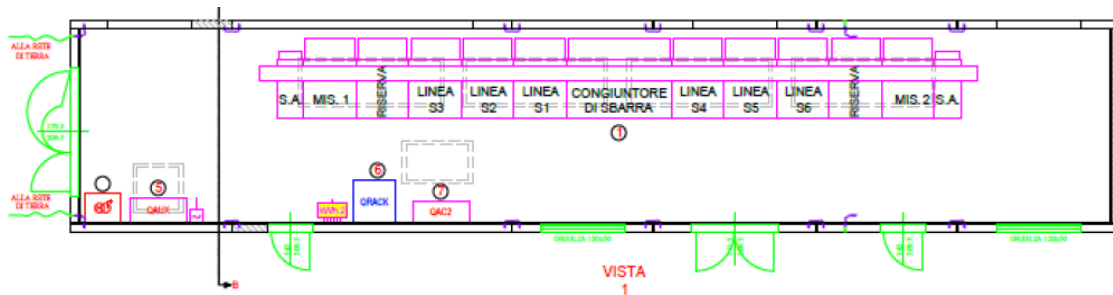 ALLA RETE
DI TERRA
S.A.
MIS. 1
RISERVA
LINEA
S3
LINEA
S2
LINEA
S1
CONGIUNTORE
DI SBARRA
LINEA
S4
LINEA
S5
LINEA
S6
RISERVA
MIS. 2
S.A.
1
ALLA RETE
DI TERRA
5
QAUX
6
QRACK
7
QAC2
GRIGLIA 120x50
GRIGLIA 120x50
B
VISTA
1